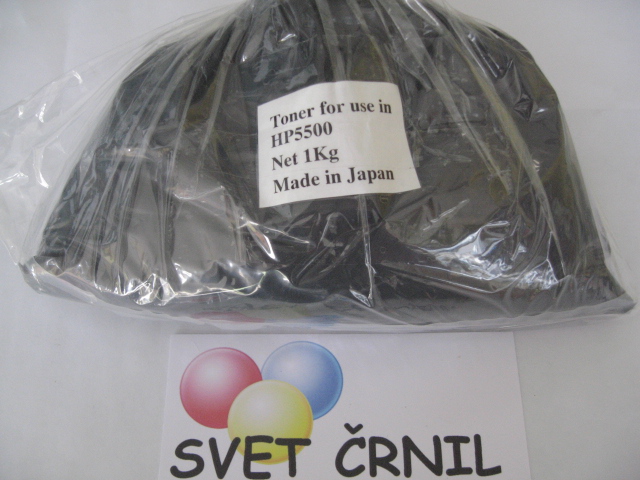 Toner for use in
HP5500
Net 1Kg
Made in Japan
SVET ČRNIL